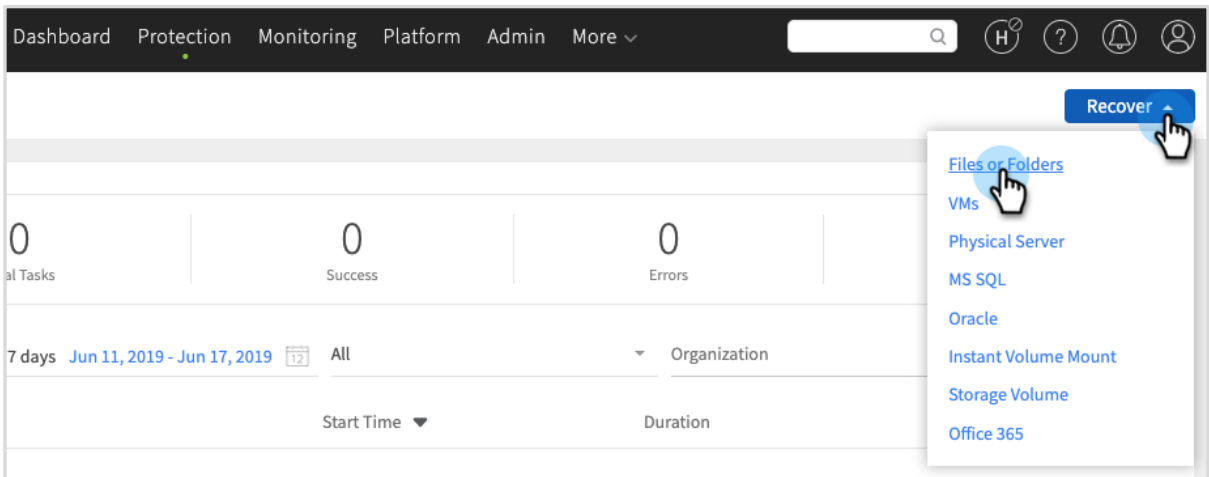 Dashboard Protection Monitoring Platform Admin More H ?
Recover
Files or Folders
VMs
Physical Server
MS SQL
Oracle
Instant Volume Mount
Storage Volume
Office 365
0 0 0
al Tasks Success Errors
7 days Jun 11, 2019 - Jun 17, 2019 12 All Organization
Start Time Duration